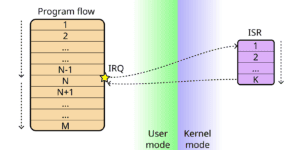 Program flow
1
2
...
...
N-1
N
N+1
...
...
M
IRQ
ISR
1
2
...
K
User
mode
Kernel
mode